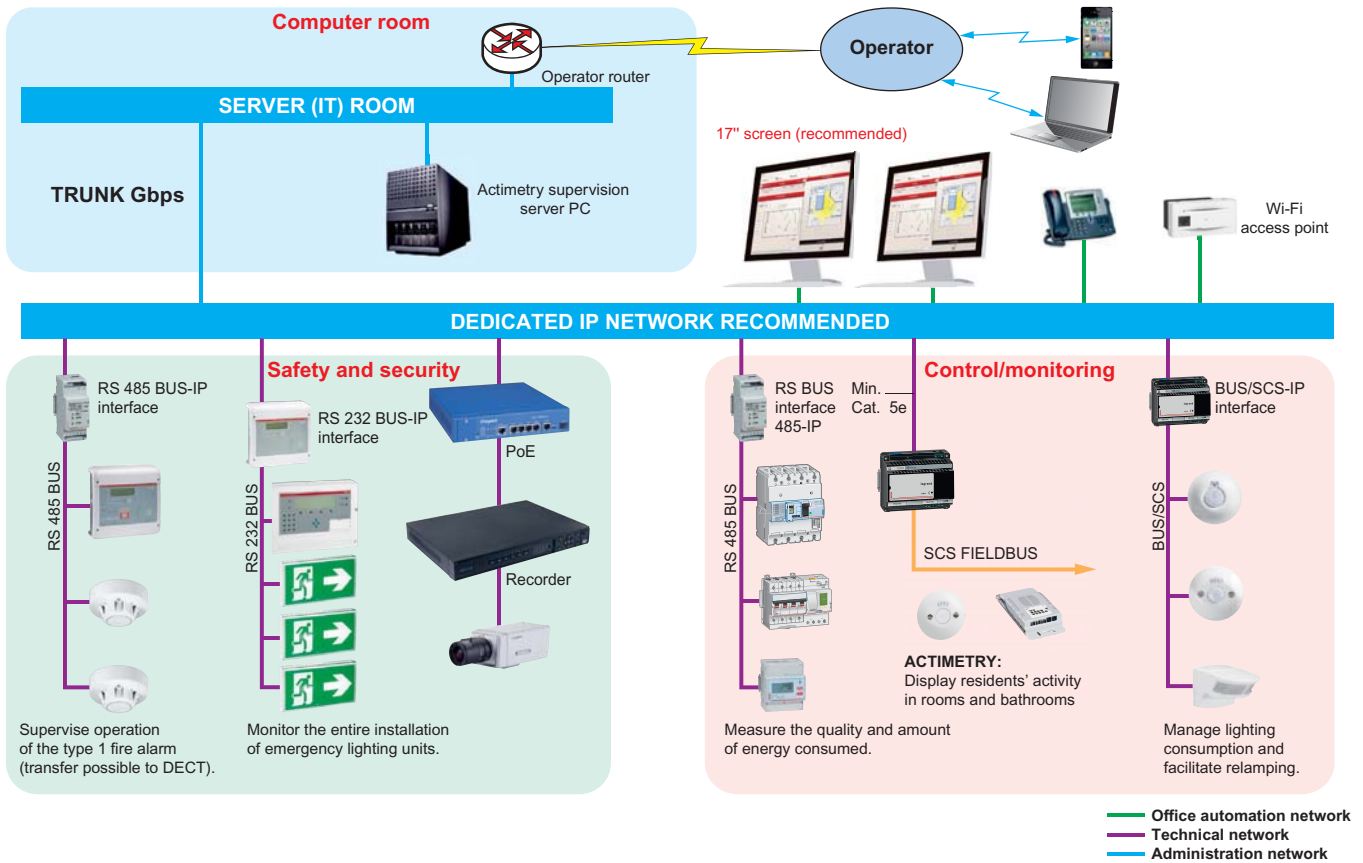 Computer room
Operator router
Operator
SERVER (IT) ROOM
TRUNK Gbps
Actimetry supervision
server PC
17" screen (recommended)
Wi-Fi
access point
DEDICATED IP NETWORK RECOMMENDED
Safety and security
RS 485 BUS-IP
interface
RS 485 BUS
Supervise operation
of the type 1 fire alarm
(transfer possible to DECT).
RS 232 BUS-IP
interface
RS 232 BUS
Monitor the entire installation
of emergency lighting units.
PoE
Recorder
Control/monitoring
RS BUS
interface
485-IP
RS 485 BUS
Measure the quality and amount
of energy consumed.
Min.
Cat. 5e
SCS FIELDBUS
ACTIMETRY:
Display residents' activity
in rooms and bathrooms
BUS/SCS-IP
interface
BUS/SCS
Manage lighting
consumption and
facilitate relamping.
Office automation network
Technical network
Administration network